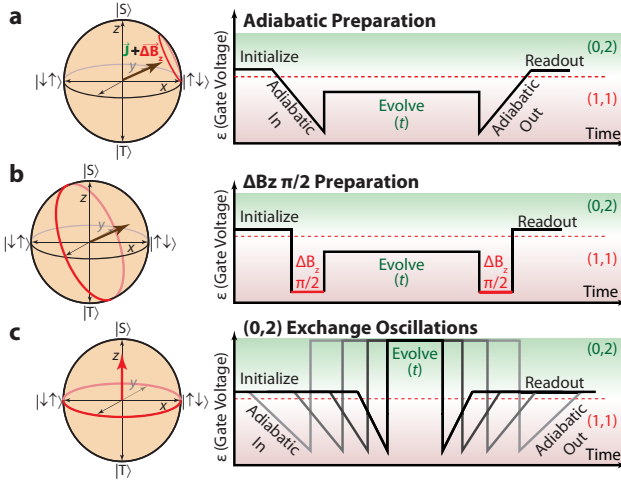 a
|S⟩
z
J+ΔBz
y
x
|↓↑⟩
|↑↓⟩
|T⟩
Adiabatic Preparation
ε (Gate Voltage)
Initialize
Adiabatic
In
Evolve
(t)
Adiabatic
Out
Readout
(0,2)
(1,1)
Time
b
|S⟩
z
y
x
|↓↑⟩
|↑↓⟩
|T⟩
ΔBz π/2 Preparation
ε (Gate Voltage)
Initialize
ΔBz
π/2
Evolve
(t)
ΔBz
π/2
Readout
(0,2)
(1,1)
Time
c
|S⟩
z
y
x
|↓↑⟩
|↑↓⟩
|T⟩
(0,2) Exchange Oscillations
ε (Gate Voltage)
Initialize
Adiabatic
In
Evolve
(t)
Adiabatic
Out
Readout
(0,2)
(1,1)
Time